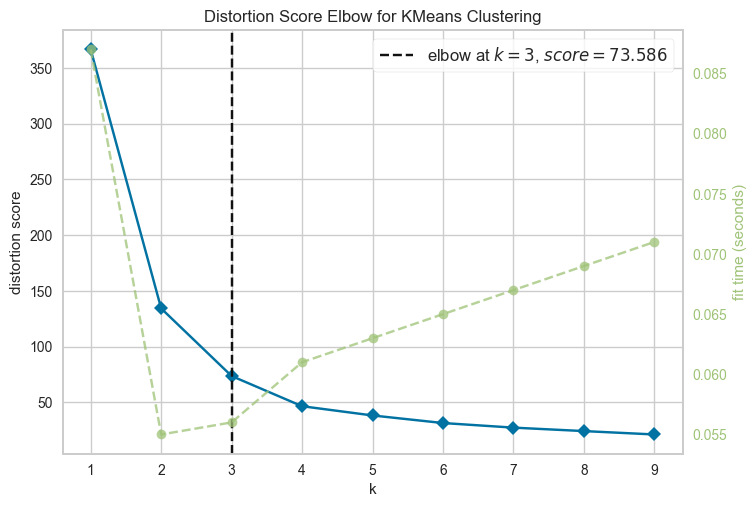 Distortion Score Elbow for KMeans Clustering
elbow at k = 3, score = 73.586
distortion score
350
300
250
200
150
100
50
0.085
0.080
0.075
0.070
0.065
0.060
0.055
fit time (seconds)
1 2 3 4 5 6 7 8 9
k